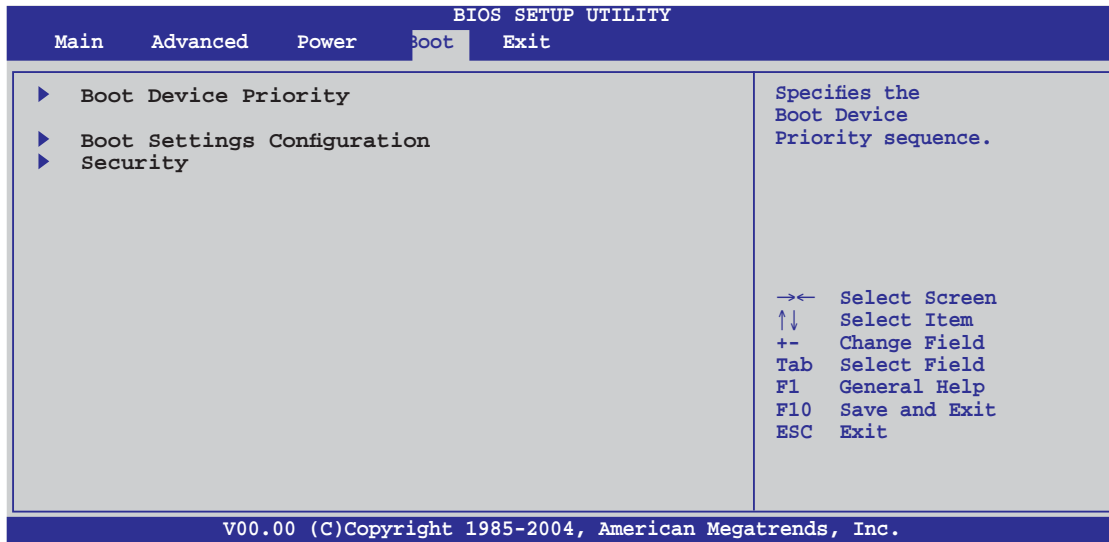 BIOS SETUP UTILITY
Main Advanced Power Boot Exit
Boot Device Priority
Boot Settings Configuration
Security
Specifies the
Boot Device
Priority sequence.
→← Select Screen
↑↓ Select Item
+- Change Field
Tab Select Field
F1 General Help
F10 Save and Exit
ESC Exit
V00.00 (C)Copyright 1985-2004, American Megatrends, Inc.